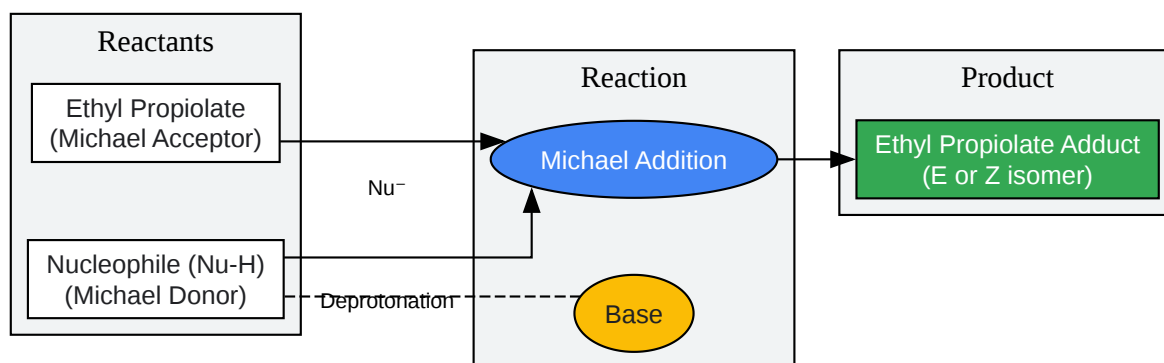 Reactants
Ethyl Propiolate
(Michael Acceptor)
Nucleophile (Nu-H)
(Michael Donor)
Nu⁻
Deprotonation
Reaction
Michael Addition
Base
Product
Ethyl Propiolate Adduct
(E or Z isomer)